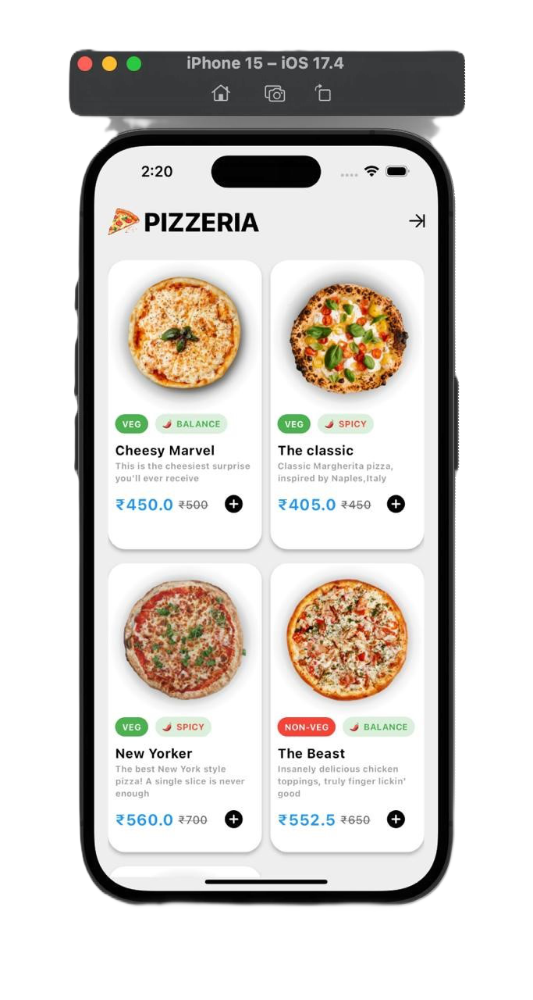 iPhone 15 – iOS 17.4
2:20
PIZZERIA
VEG
BALANCE
Cheesy Marvel
This is the cheesiest surprise
you'll ever receive
₹450.0 ₹500
VEG
SPICY
The classic
Classic Margherita pizza,
inspired by Naples,Italy
₹405.0 ₹450
VEG
SPICY
New Yorker
The best New York style
pizza! A single slice is never
enough
₹560.0 ₹700
NON-VEG
BALANCE
The Beast
Insanely delicious chicken
toppings, truly finger lickin'
good
₹552.5 ₹650